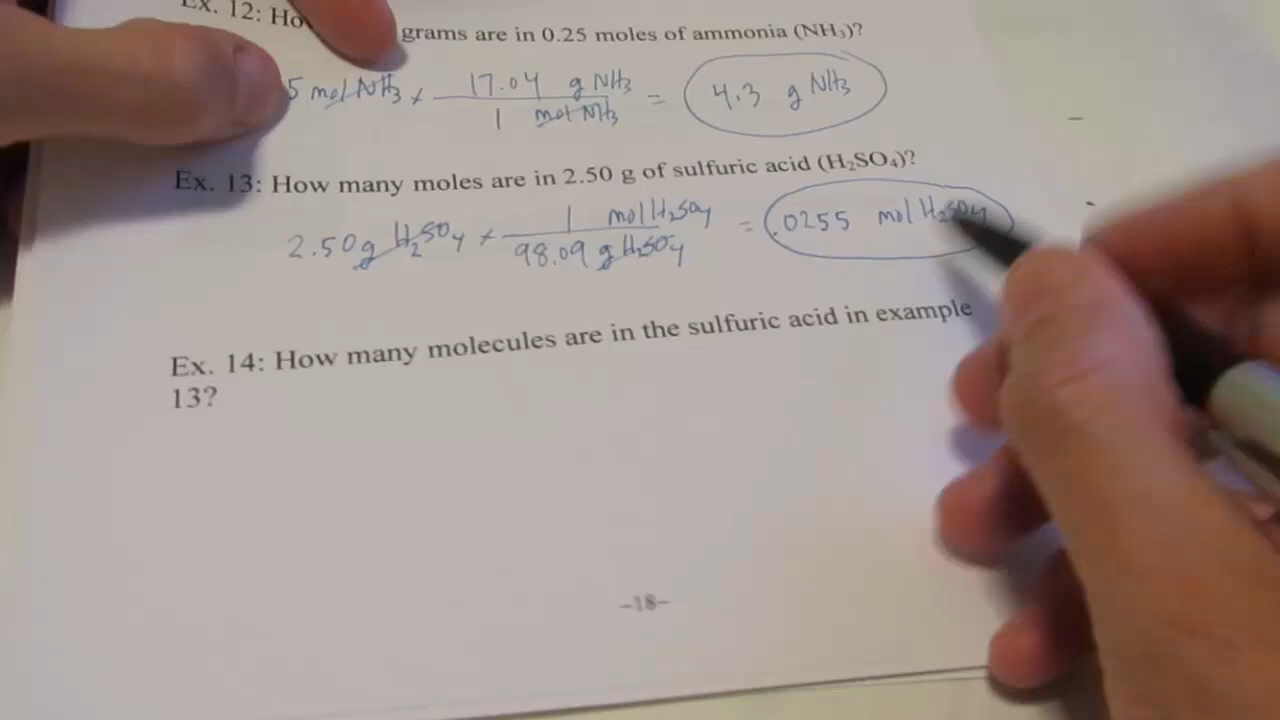 Ex. 12: Ho grams are in 0.25 moles of ammonia (NH₃)?
5 mol NH₃ × 17.04 g NH₃ / 1 mol NH₃ = 4.3 g NH₃
Ex. 13: How many moles are in 2.50 g of sulfuric acid (H₂SO₄)?
2.50 g H₂SO₄ × 1 mol H₂SO₄ / 98.09 g H₂SO₄ = .0255 mol H₂SO₄
Ex. 14: How many molecules are in the sulfuric acid in example
13?
-18-